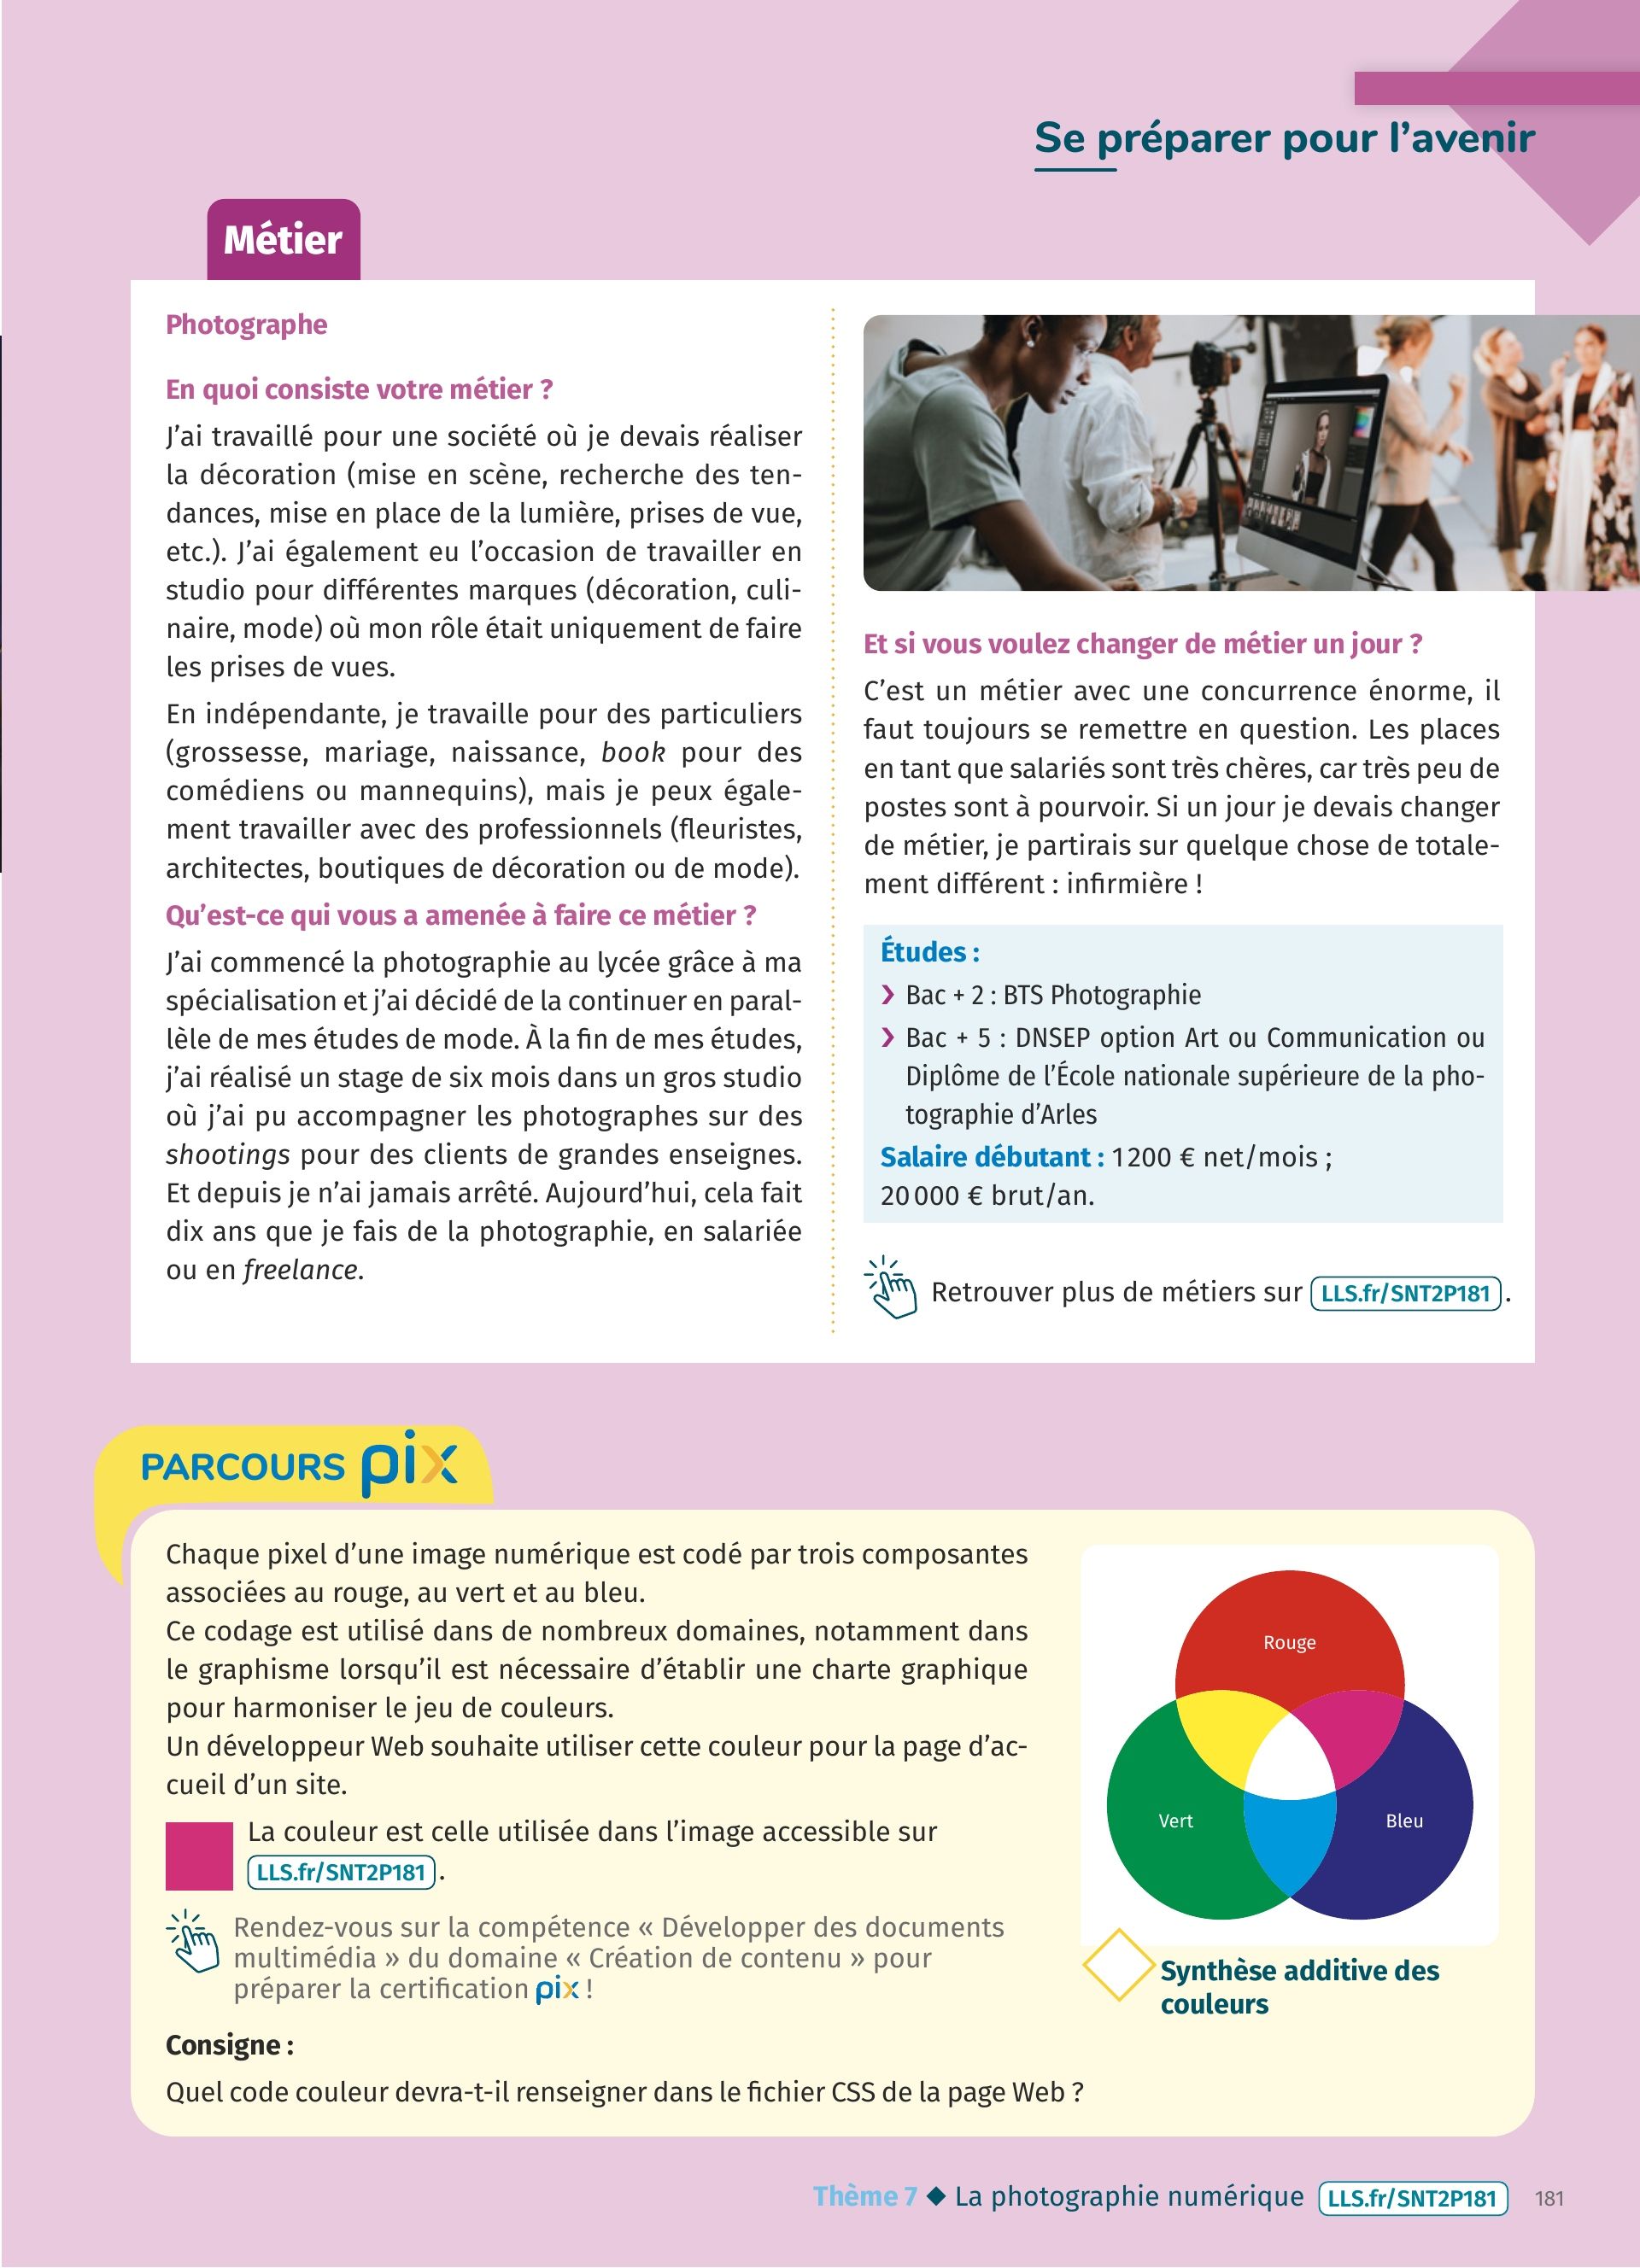 Se préparer pour l’avenir
Métier
Photographe
En quoi consiste votre métier ?
J’ai travaillé pour une société où je devais réaliser
la décoration (mise en scène, recherche des ten-
dances, mise en place de la lumière, prises de vue,
etc.). J’ai également eu l’occasion de travailler en
studio pour différentes marques (décoration, culi-
naire, mode) où mon rôle était uniquement de faire
les prises de vues.
En indépendante, je travaille pour des particuliers
(grossesse, mariage, naissance, book pour des
comédiens ou mannequins), mais je peux égale-
ment travailler avec des professionnels (fleuristes,
architectes, boutiques de décoration ou de mode).
Qu’est-ce qui vous a amenée à faire ce métier ?
J’ai commencé la photographie au lycée grâce à ma
spécialisation et j’ai décidé de la continuer en paral-
lèle de mes études de mode. À la fin de mes études,
j’ai réalisé un stage de six mois dans un gros studio
où j’ai pu accompagner les photographes sur des
shootings pour des clients de grandes enseignes.
Et depuis je n’ai jamais arrêté. Aujourd’hui, cela fait
dix ans que je fais de la photographie, en salariée
ou en freelance.
Et si vous voulez changer de métier un jour ?
C’est un métier avec une concurrence énorme, il
faut toujours se remettre en question. Les places
en tant que salariés sont très chères, car très peu de
postes sont à pourvoir. Si un jour je devais changer
de métier, je partirais sur quelque chose de totale-
ment différent : infirmière !
Études :
❯ Bac + 2 : BTS Photographie
❯ Bac + 5 : DNSEP option Art ou Communication ou
Diplôme de l’École nationale supérieure de la pho-
tographie d’Arles
Salaire débutant : 1 200 € net/mois ;
20 000 € brut/an.
Retrouver plus de métiers sur LLS.fr/SNT2P181 .
PARCOURS pix
Chaque pixel d’une image numérique est codé par trois composantes
associées au rouge, au vert et au bleu.
Ce codage est utilisé dans de nombreux domaines, notamment dans
le graphisme lorsqu’il est nécessaire d’établir une charte graphique
pour harmoniser le jeu de couleurs.
Un développeur Web souhaite utiliser cette couleur pour la page d’ac-
cueil d’un site.
La couleur est celle utilisée dans l’image accessible sur
LLS.fr/SNT2P181 .
Rendez-vous sur la compétence « Développer des documents
multimédia » du domaine « Création de contenu » pour
préparer la certification pix !
Rouge
Vert
Bleu
Synthèse additive des
couleurs
Consigne :
Quel code couleur devra-t-il renseigner dans le fichier CSS de la page Web ?
Thème 7 ◆ La photographie numérique LLS.fr/SNT2P181 181